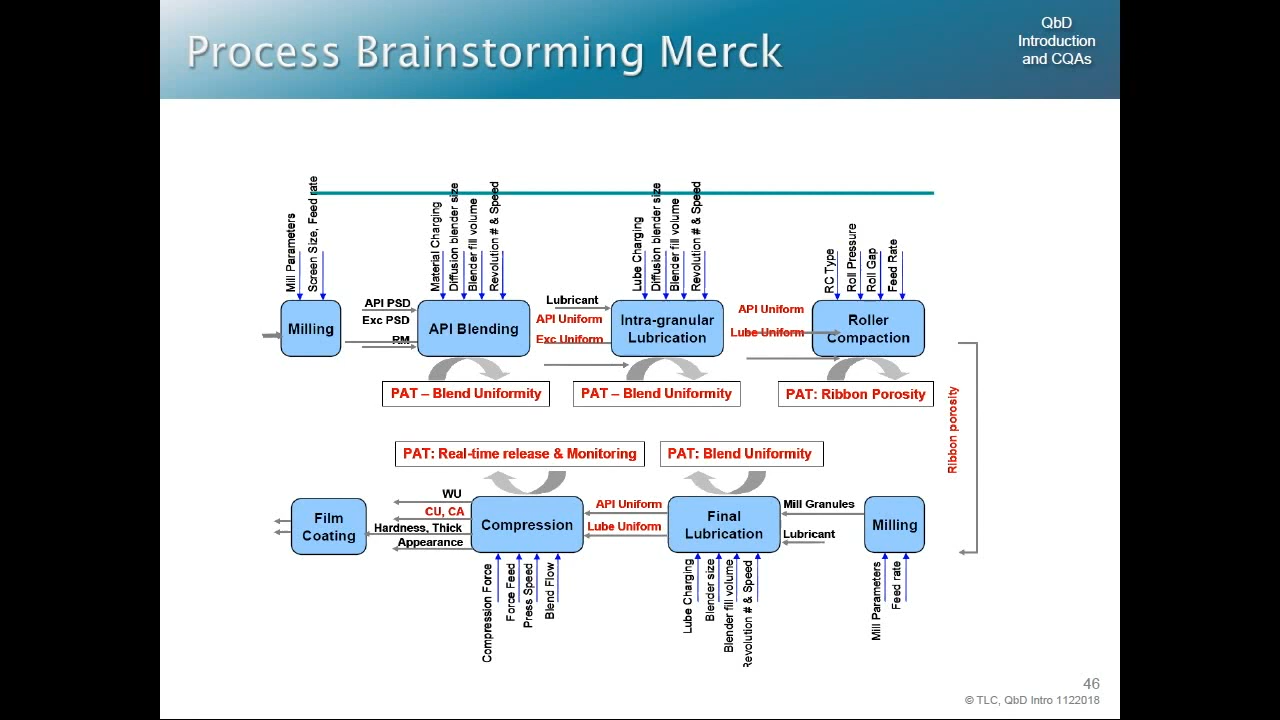 Process Brainstorming Merck
QbD
Introduction
and CQAs
Mill Parameters
Screen Size, Feed rate
Material Charging
Diffusion blender size
Blender fill volume
Revolution # & Speed
Lube Charging
Diffusion blender size
Blender fill volume
Revolution # & Speed
RC Type
Roll Pressure
Roll Gap
Feed Rate
Milling
API PSD
Exc PSD
RM
API Blending
Lubricant
API Uniform
Exc Uniform
Intra-granular
Lubrication
API Uniform
Lube Uniform
Roller
Compaction
PAT – Blend Uniformity
PAT – Blend Uniformity
PAT: Ribbon Porosity
Ribbon porosity
PAT: Real-time release & Monitoring
PAT: Blend Uniformity
Film
Coating
WU
CU, CA
Hardness, Thick
Appearance
Compression
API Uniform
Lube Uniform
Final
Lubrication
Mill Granules
Lubricant
Milling
Compression Force
Force Feed
Press Speed
Blend Flow
Lube Charging
Blender size
Blender fill volume
Revolution # & Speed
Mill Parameters
Feed rate
46
© TLC, QbD Intro 1122018